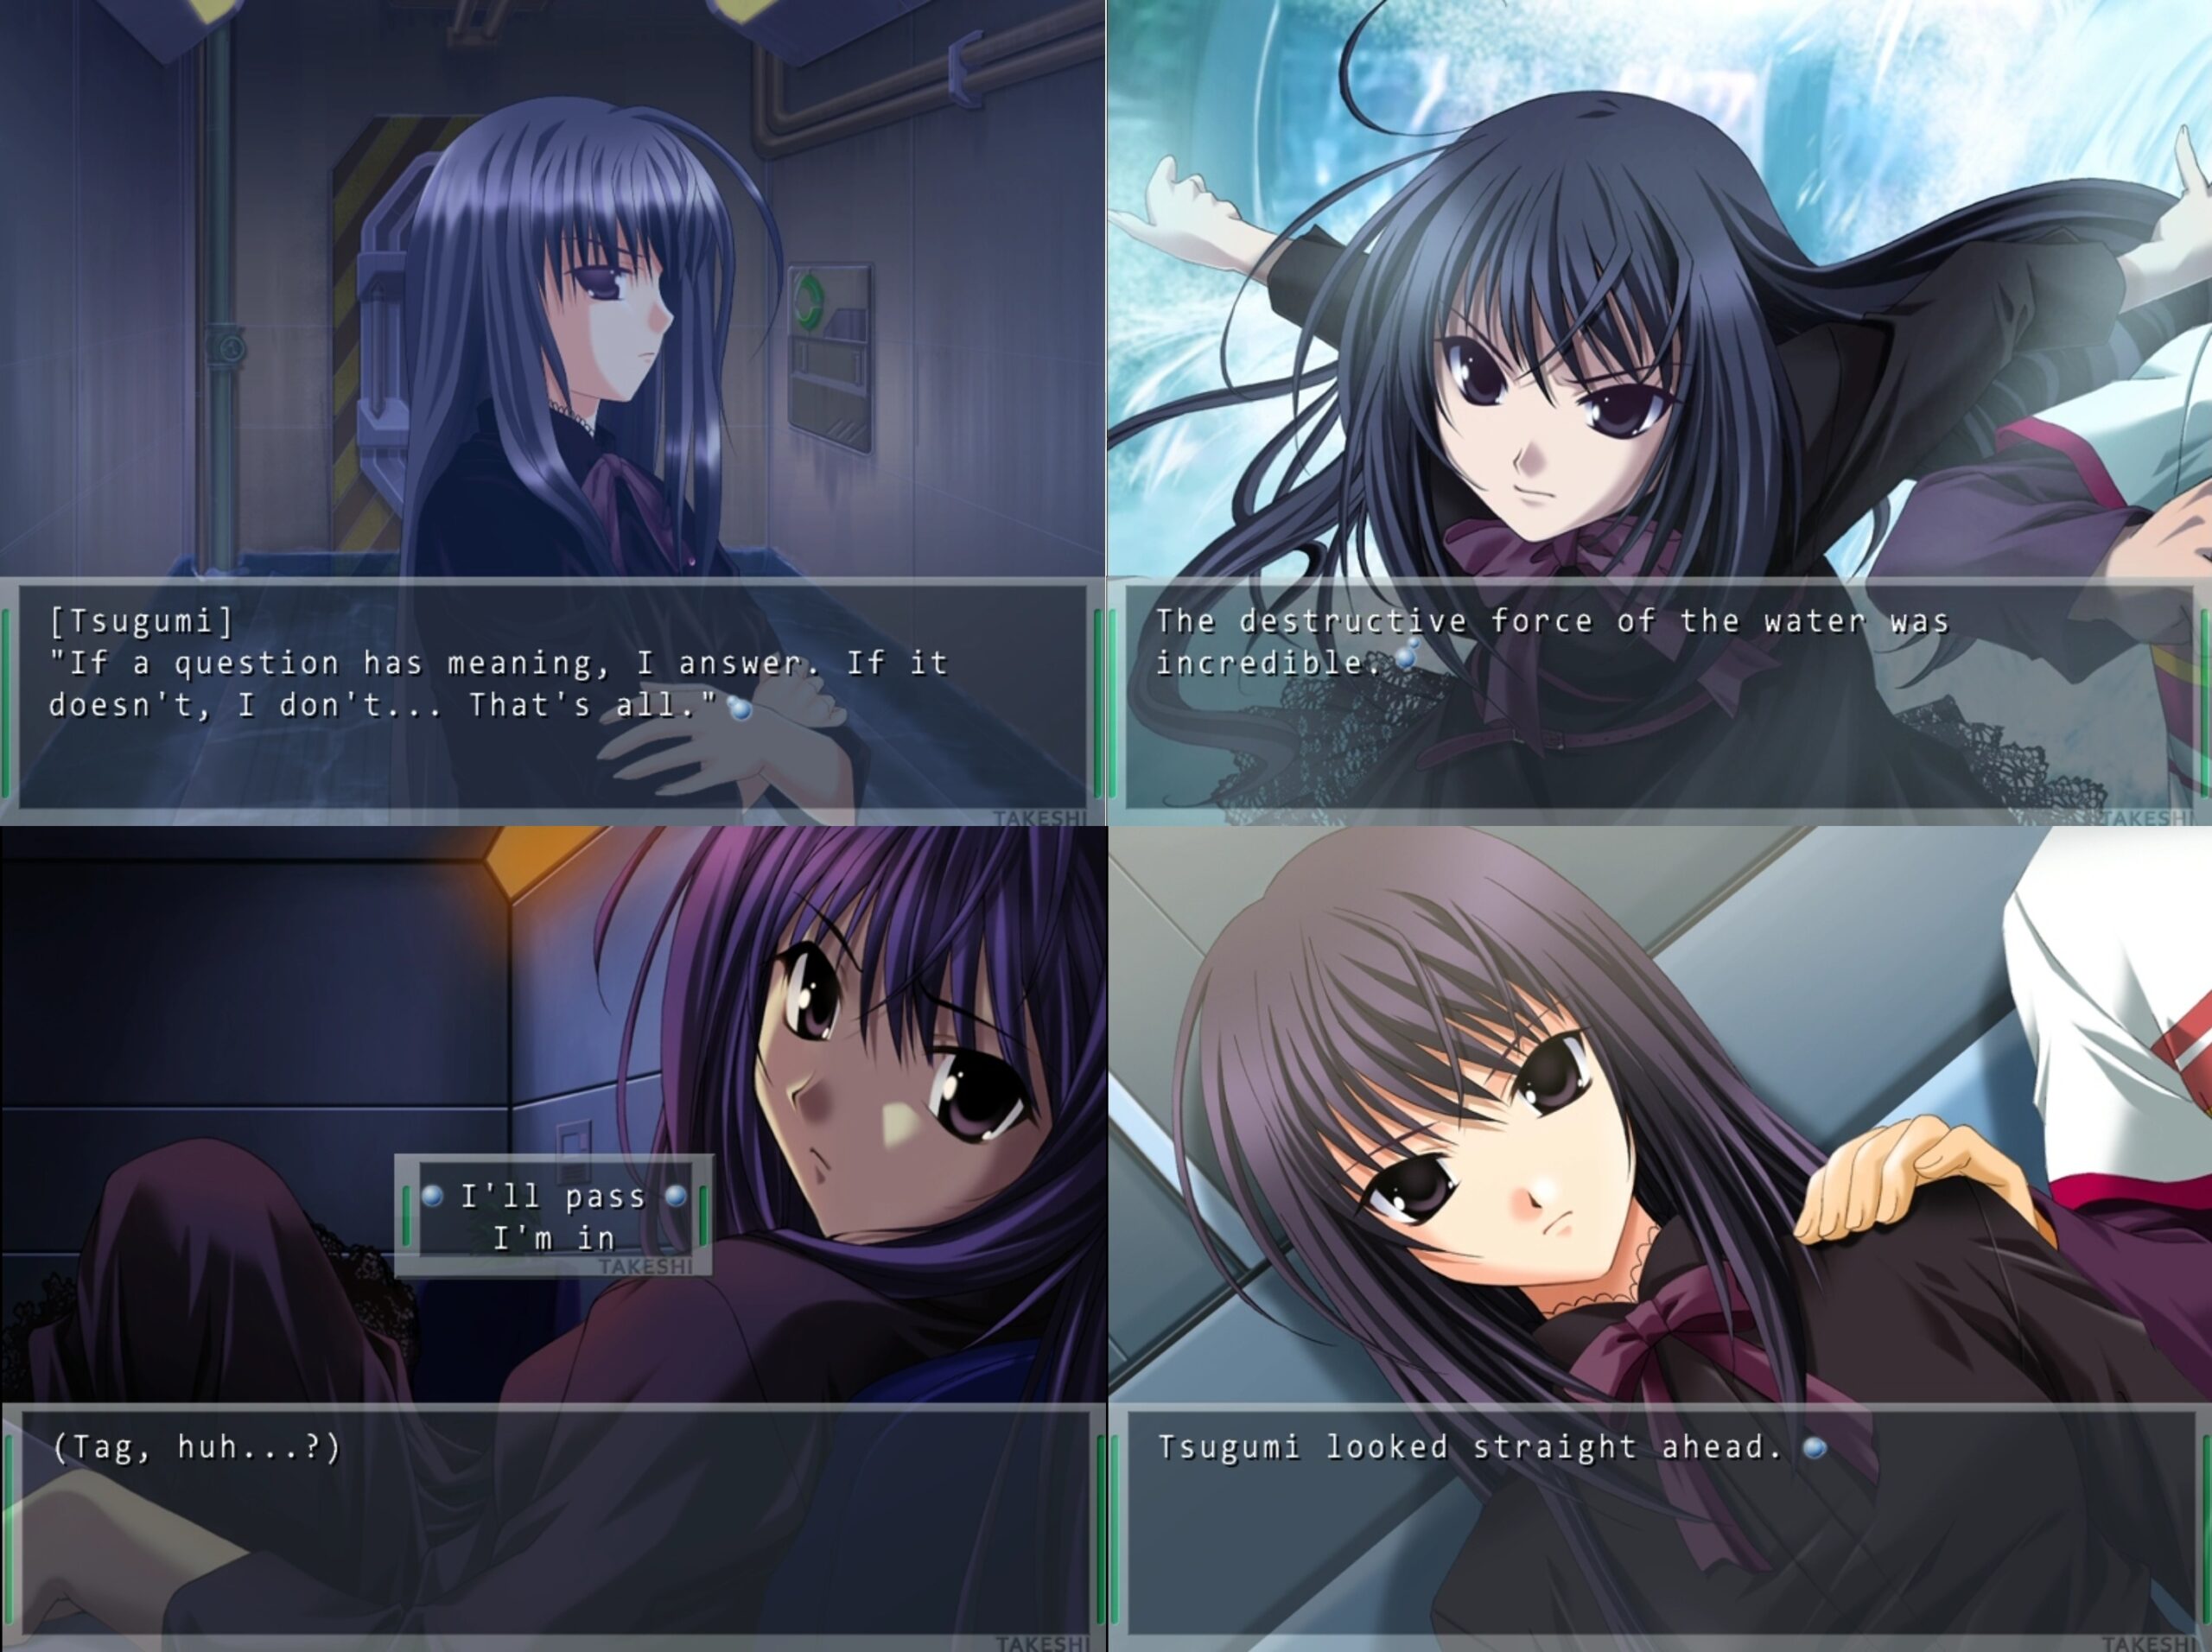 [Tsugumi]
"If a question has meaning, I answer. If it
doesn't, I don't... That's all."
TAKESHI
The destructive force of the water was
incredible.
TAKESHI
I'll pass
I'm in
TAKESHI
(Tag, huh...?)
TAKESHI
Tsugumi looked straight ahead.
TAKESHI